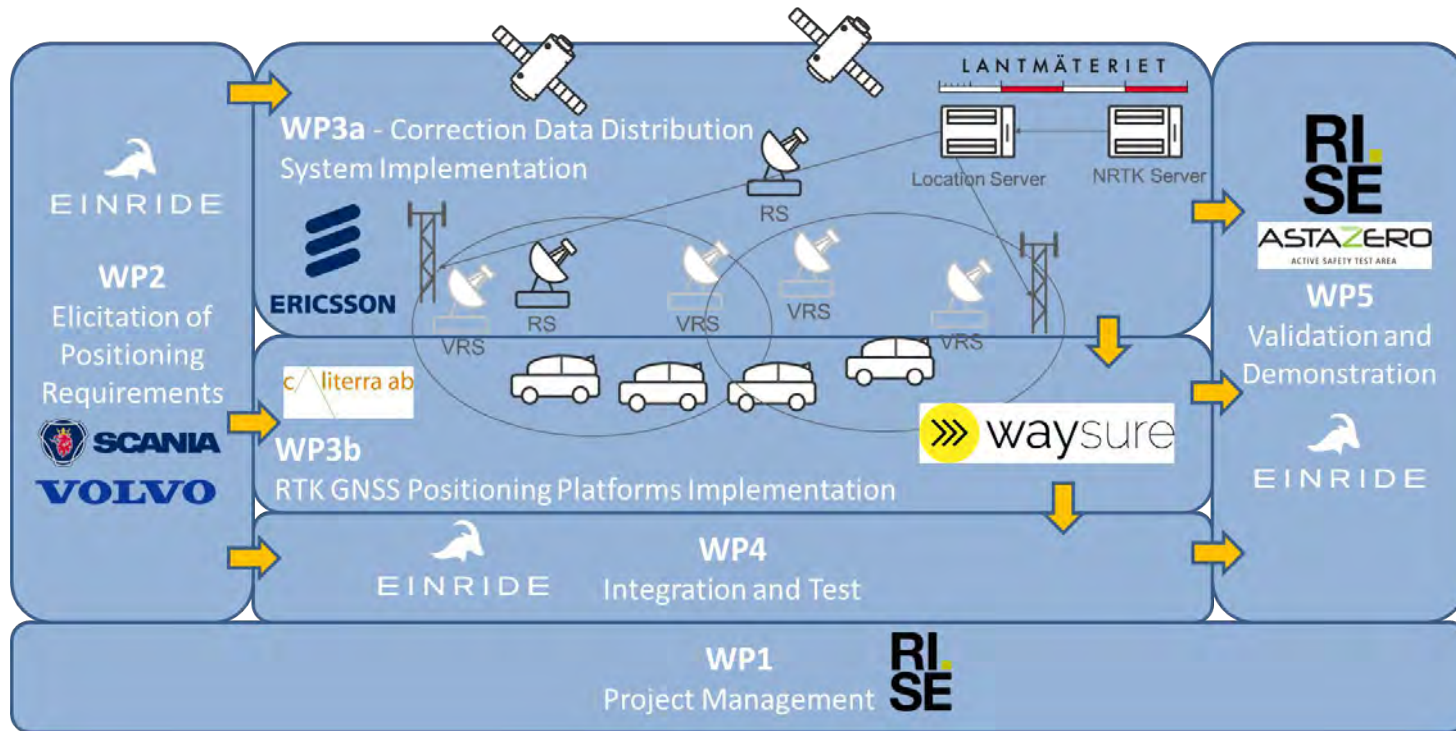 EINRIDE
WP2
Elicitation of
Positioning
Requirements
SCANIA
VOLVO
WP3a - Correction Data Distribution
System Implementation
LANTMÄTERIET
Location Server
NRTK Server
RS
ERICSSON
VRS
RS
VRS
VRS
VRS
c literra ab
WP3b
RTK GNSS Positioning Platforms Implementation
waysure
EINRIDE
WP4
Integration and Test
RI.
SE
ASTAZERO
ACTIVE SAFETY TEST AREA
WP5
Validation and
Demonstration
EINRIDE
WP1
Project Management
RI.
SE